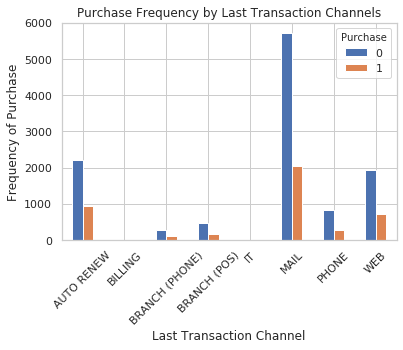 Purchase Frequency by Last Transaction Channels
Frequency of Purchase
6000
5000
4000
3000
2000
1000
0
Purchase
0
1
AUTO RENEW
BILLING
BRANCH (PHONE)
BRANCH (POS)
IT
MAIL
PHONE
WEB
Last Transaction Channel